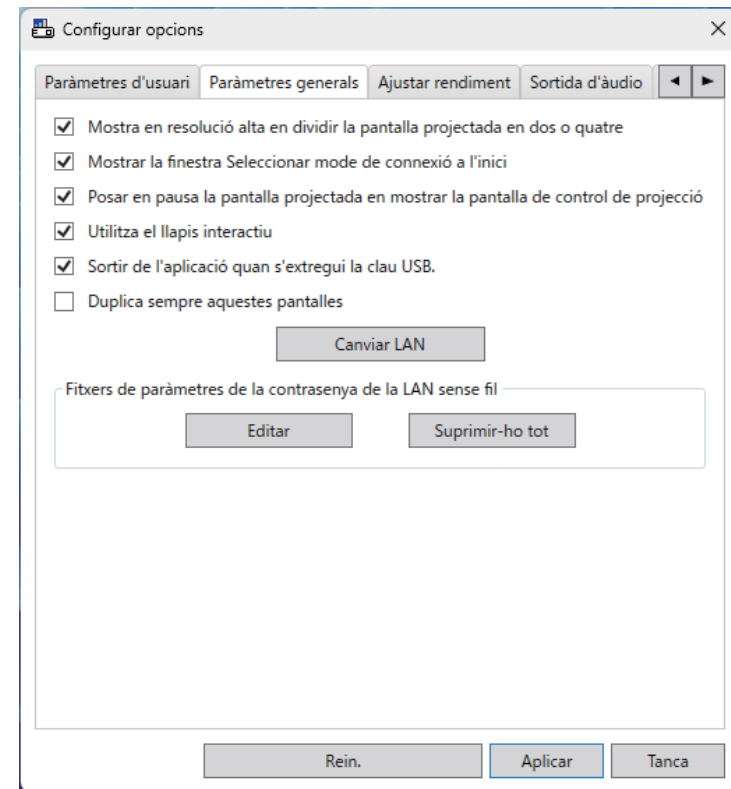 Configurar opcions
Paràmetres d'usuari Paràmetres generals Ajustar rendiment Sortida d'àudio
Mostra en resolució alta en dividir la pantalla projectada en dos o quatre
Mostrar la finestra Seleccionar mode de connexió a l'inici
Posar en pausa la pantalla projectada en mostrar la pantalla de control de projecció
Utilitza el llapis interactiu
Sortir de l'aplicació quan s'extregui la clau USB.
Duplica sempre aquestes pantalles
Canviar LAN
Fitxers de paràmetres de la contrasenya de la LAN sense fil
Editar Suprimir-ho tot
Rein. Aplicar Tanca